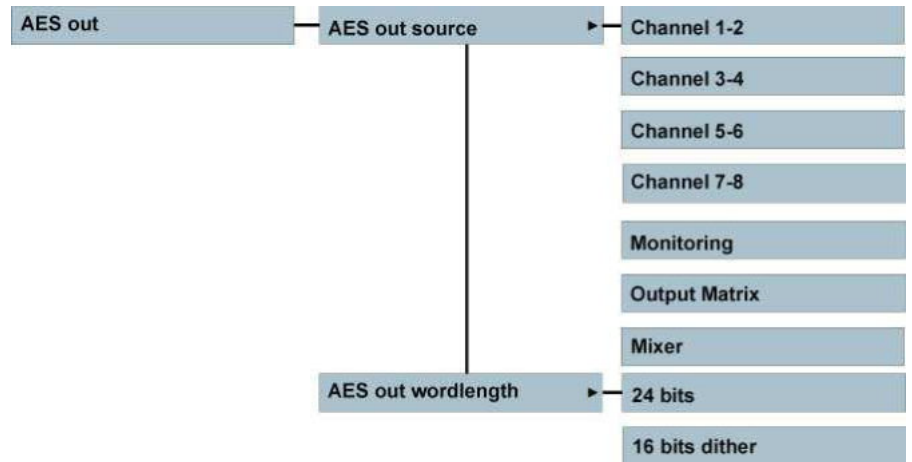 AES out
AES out source
Channel 1-2
Channel 3-4
Channel 5-6
Channel 7-8
Monitoring
Output Matrix
Mixer
AES out wordlength
24 bits
16 bits dither